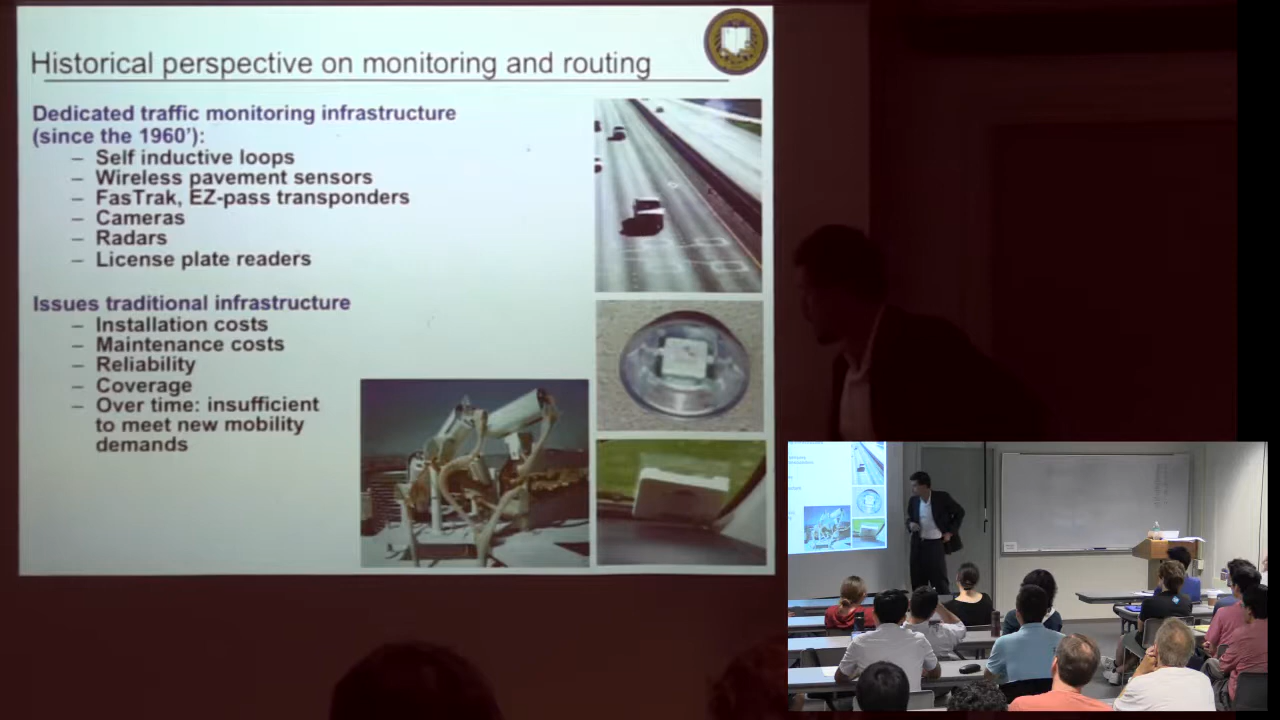 Historical perspective on monitoring and routing
Dedicated traffic monitoring infrastructure
(since the 1960'):
– Self inductive loops
– Wireless pavement sensors
– FasTrak, EZ-pass transponders
– Cameras
– Radars
– License plate readers
Issues traditional infrastructure
– Installation costs
– Maintenance costs
– Reliability
– Coverage
– Over time: insufficient
to meet new mobility
demands